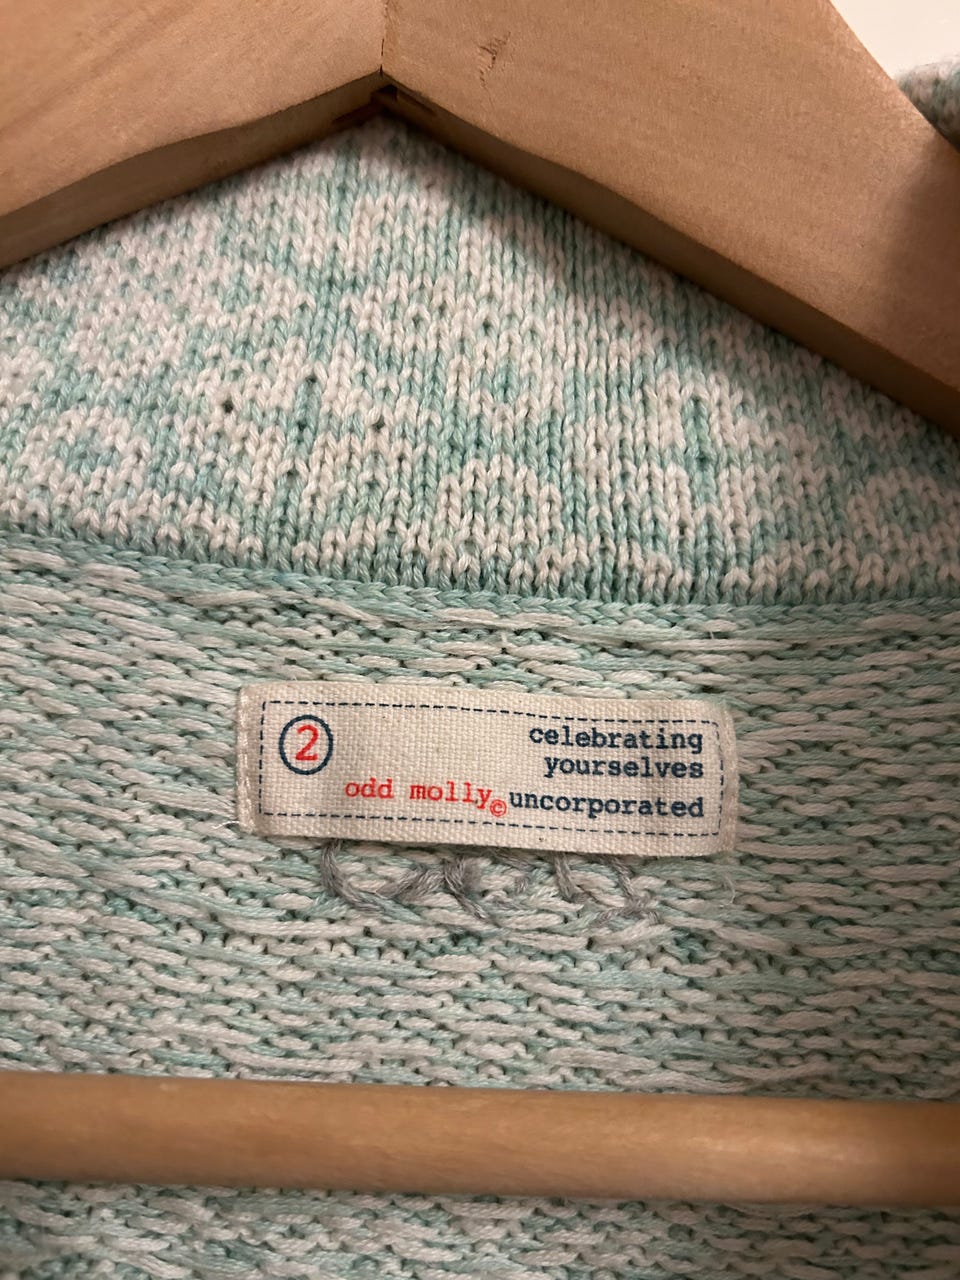 2
celebrating
yourselves
odd molly© uncorporated